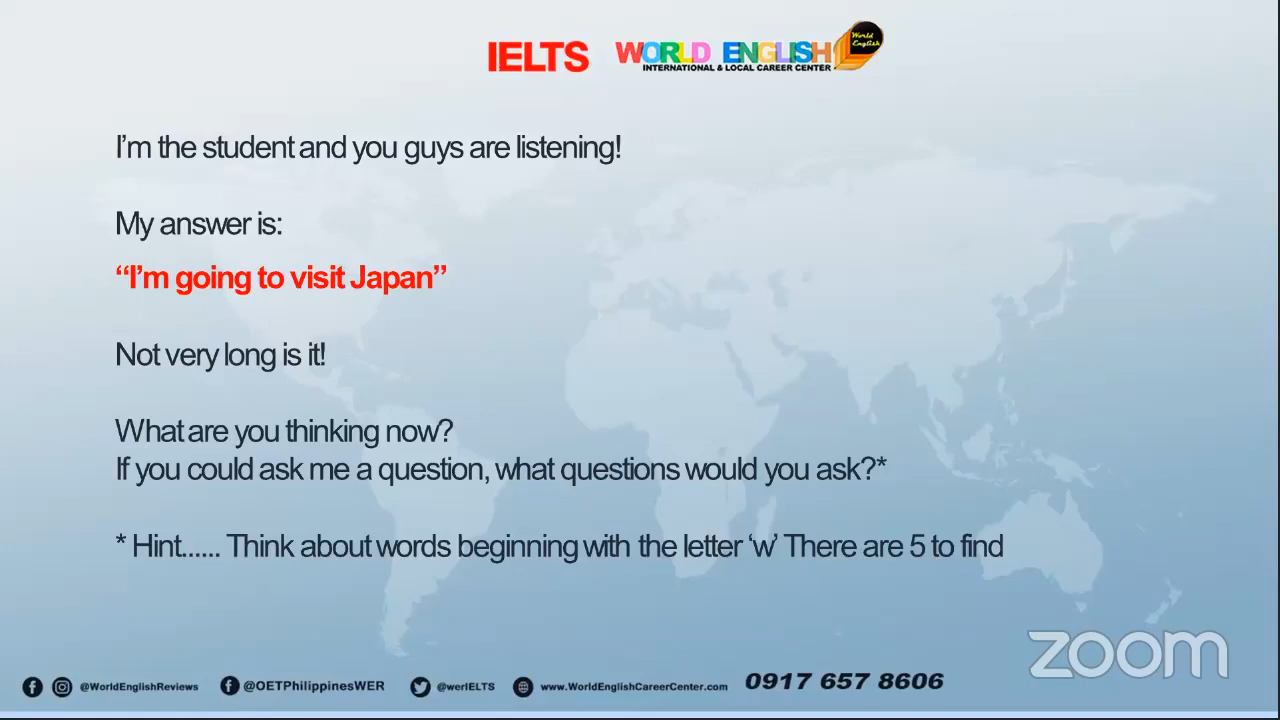 IELTS WORLD ENGLISH World English
INTERNATIONAL & LOCAL CAREER CENTER
I'm the student and you guys are listening!
My answer is:
“I'm going to visit Japan”
Not very long is it!
What are you thinking now?
If you could ask me a question, what questions would you ask?*
* Hint...... Think about words beginning with the letter ‘w’ There are 5 to find
zoom
@WorldEnglishReviews @OETPhilippinesWER @werIELTS www.WorldEnglishCareerCenter.com 0917 657 8606